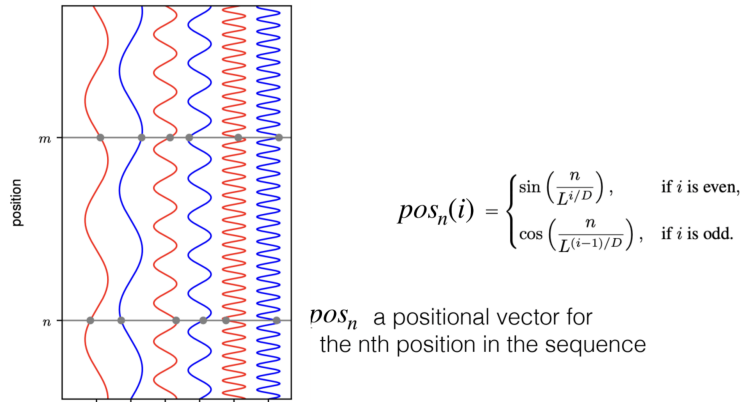 m
position
n
pos_n(i) = { sin(n / L^{i/D}), if i is even,
cos(n / L^{(i−1)/D}), if i is odd.
pos_n a positional vector for
the nth position in the sequence